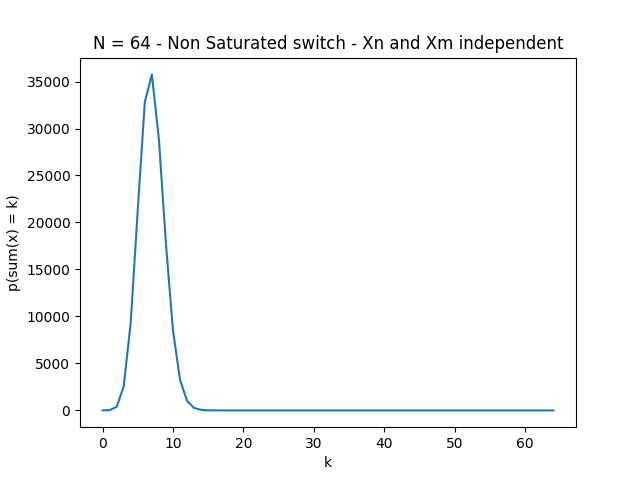 N = 64 - Non Saturated switch - Xn and Xm independent
35000
30000
25000
20000
15000
10000
5000
0
p(sum(x) = k)
0 10 20 30 40 50 60
k